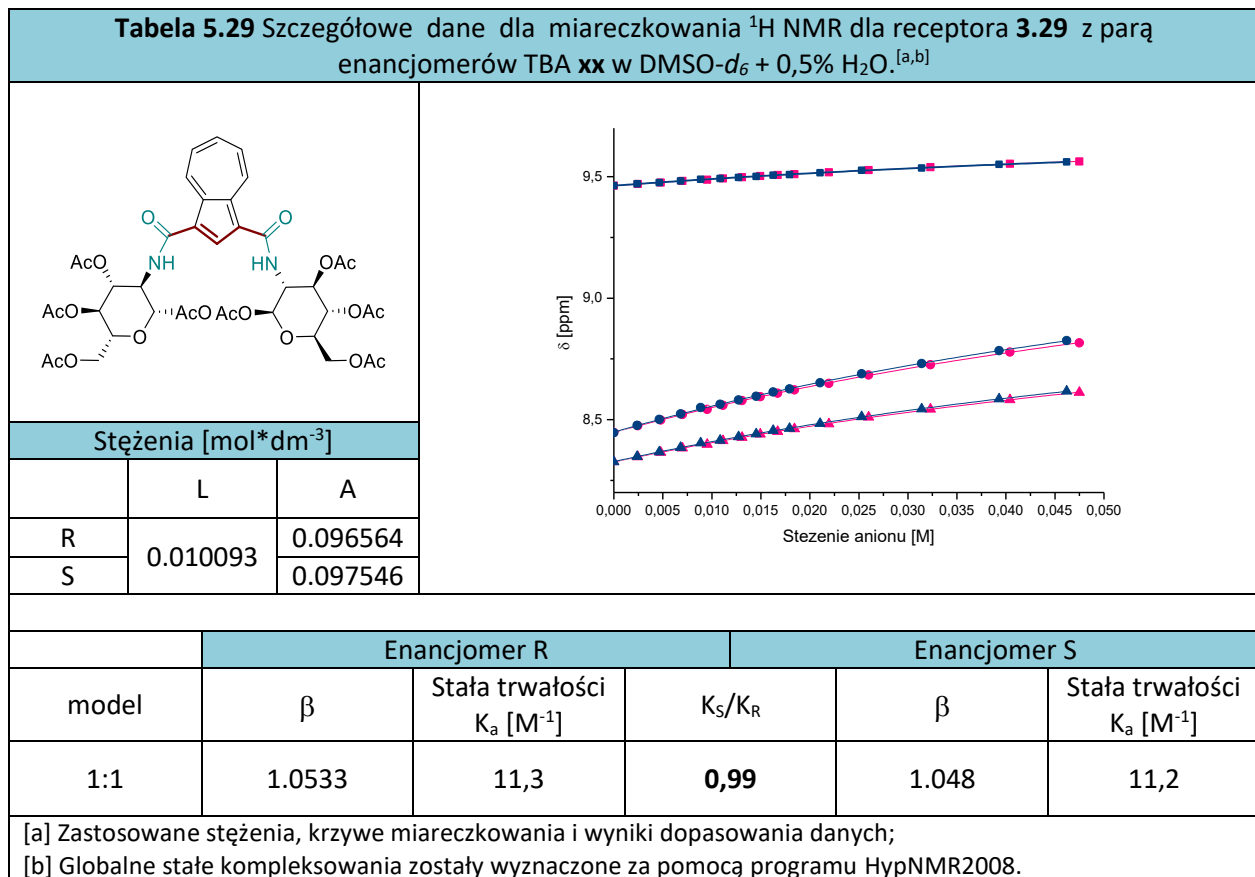 Tabela 5.29 Szczegółowe dane dla miareczkowania ¹H NMR dla receptora 3.29 z parą
enancjomerów TBA xx w DMSO-d₆ + 0,5% H₂O.[a,b]
O
O
NH
HN
AcO
OAc
AcO
AcO
OAc
OAc
AcO
O
O
AcO
OAc
9,5
9,0
8,5
δ [ppm]
0,000 0,005 0,010 0,015 0,020 0,025 0,030 0,035 0,040 0,045 0,050
Stezenie anionu [M]
Stężenia [mol*dm⁻³]
L A
R 0.010093 0.096564
S 0.097546
Enancjomer R Enancjomer S
model β Stała trwałości Kₐ [M⁻¹] K_S/K_R β Stała trwałości Kₐ [M⁻¹]
1:1 1.0533 11,3 0,99 1.048 11,2
[a] Zastosowane stężenia, krzywe miareczkowania i wyniki dopasowania danych;
[b] Globalne stałe kompleksowania zostały wyznaczone za pomocą programu HypNMR2008.